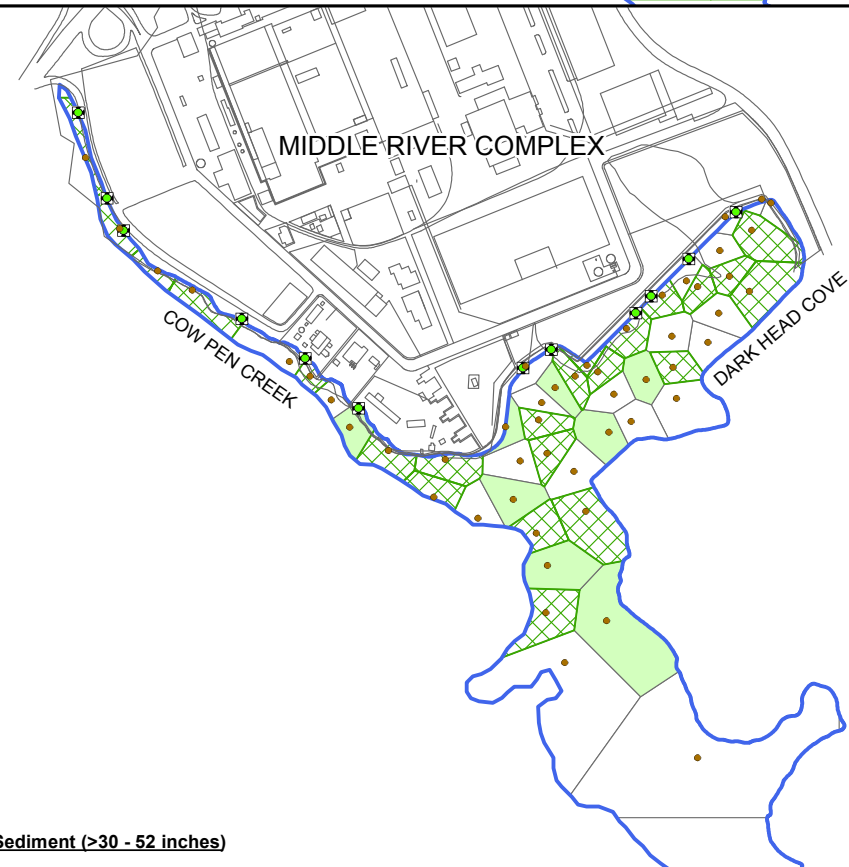 MIDDLE RIVER COMPLEX
COW PEN CREEK
DARK HEAD COVE
Sediment (>30 - 52 inches)